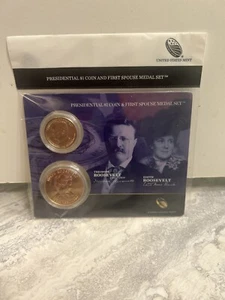 UNITED STATES MINT
PRESIDENTIAL $1 COIN AND FIRST SPOUSE MEDAL SET™
PRESIDENTIAL $1 COIN & FIRST SPOUSE MEDAL SET™
ROOSEVELT
EDITH
ROOSEVELT